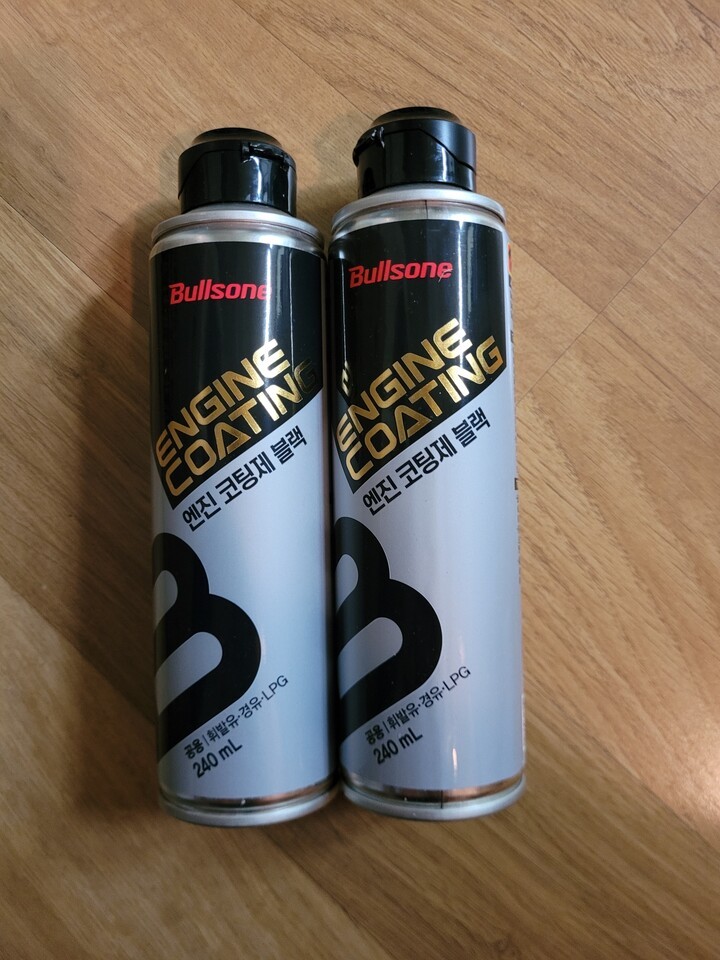 Bullsone
ENGINE
COATING
엔진 코팅제 블랙
B
공용 | 휘발유·경유·LPG
240 mL
Bullsone
ENGINE
COATING
엔진 코팅제 블랙
B
공용 | 휘발유·경유·LPG
240 mL